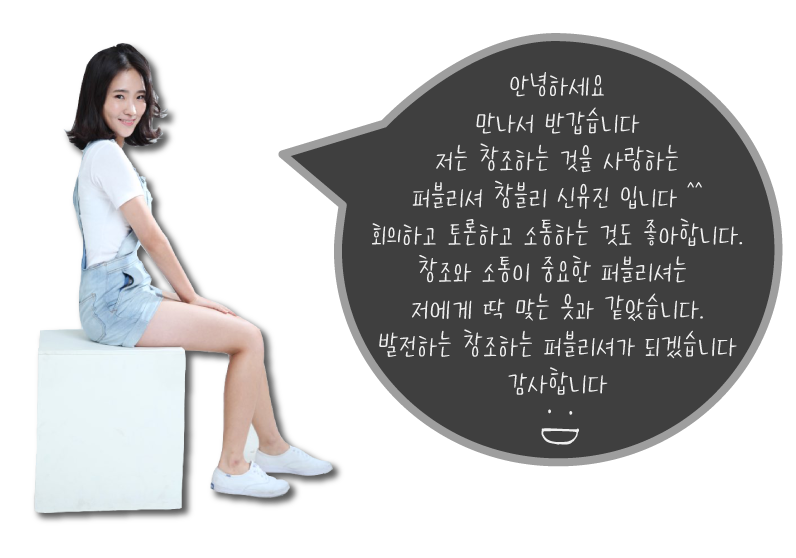 안녕하세요
만나서 반갑습니다
저는 창조하는 것을 사랑하는
퍼블리셔 창블리 신유진 입니다 ^^
회의하고 토론하고 소통하는 것도 좋아합니다.
창조와 소통이 중요한 퍼블리셔는
저에게 딱 맞는 옷과 같았습니다.
발전하는 창조하는 퍼블리셔가 되겠습니다
감사합니다